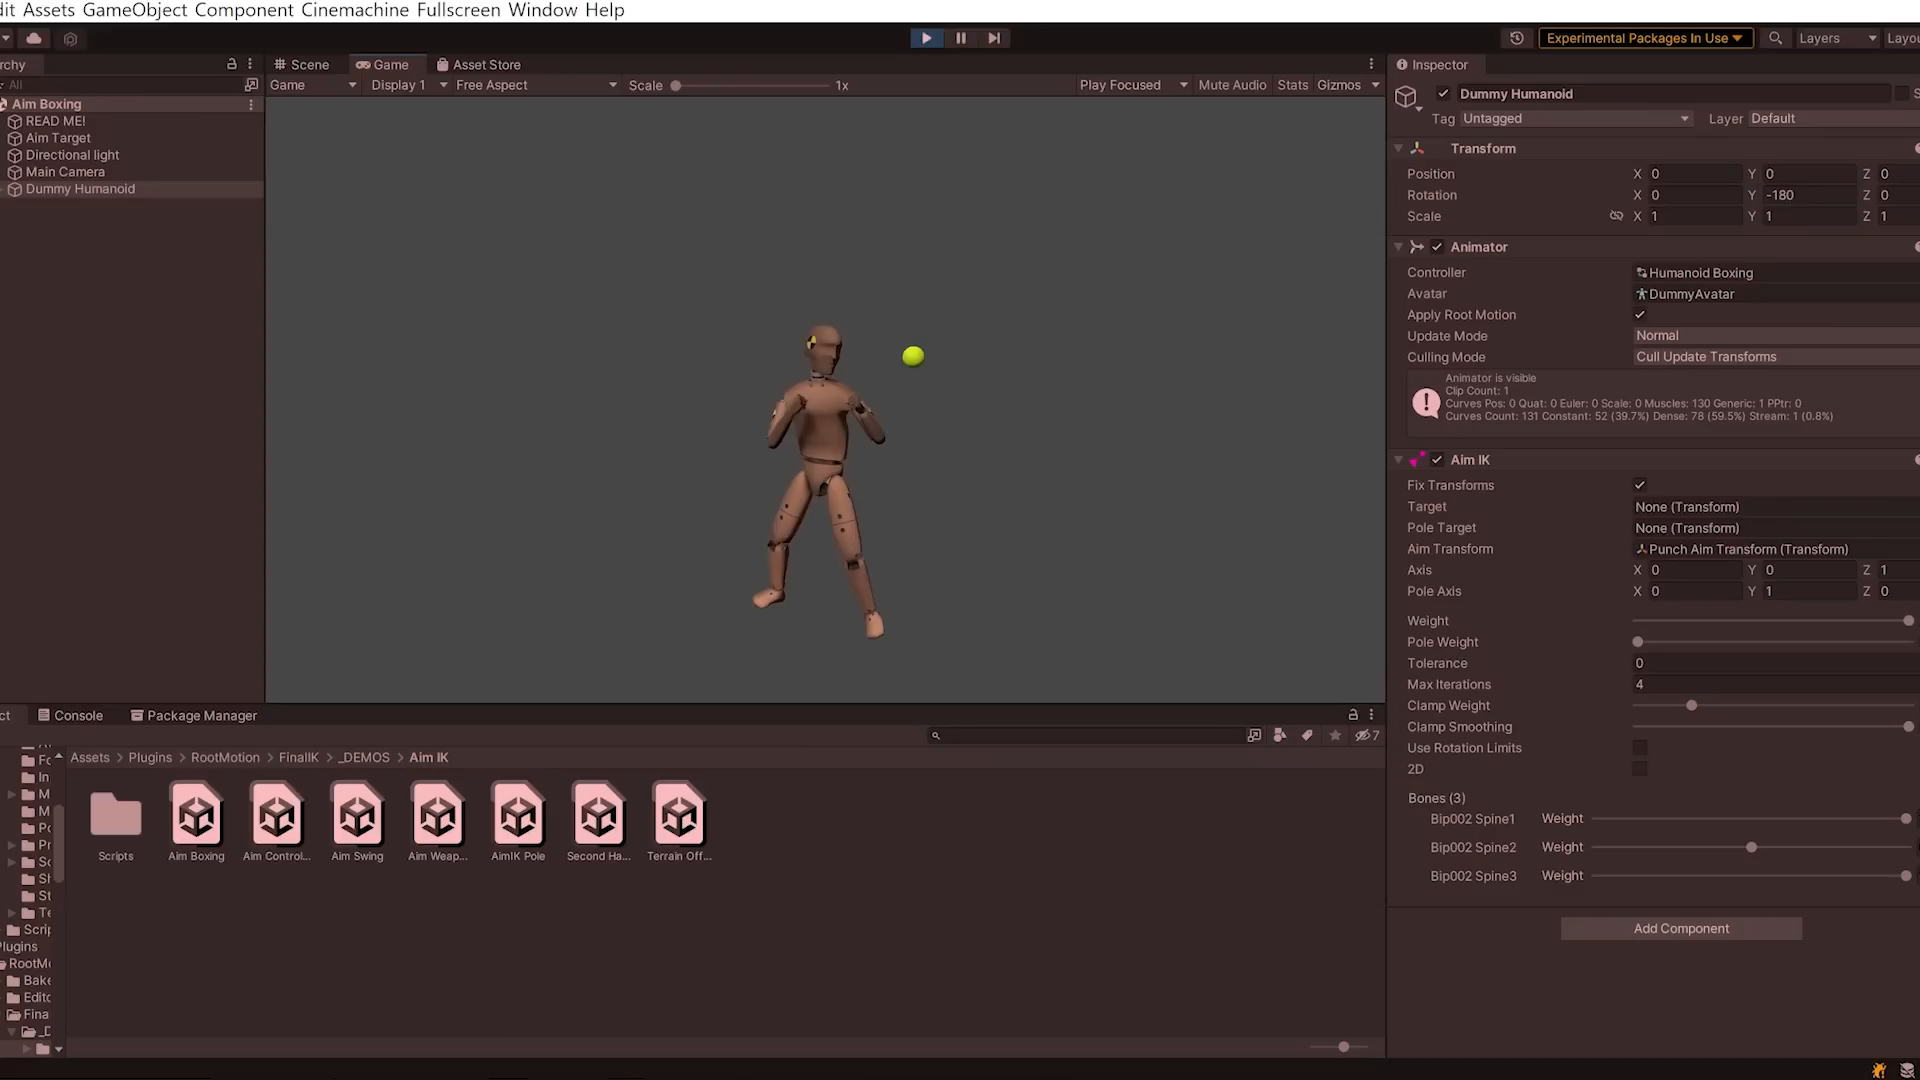 dit Assets GameObject Component Cinemachine Fullscreen Window Help
Experimental Packages In Use Layers Layou
rchy
Scene Game Asset Store
Inspector
All
Game Display 1 Free Aspect Scale 1x Play Focused Mute Audio Stats Gizmos
Aim Boxing
READ ME!
Aim Target
Directional light
Main Camera
Dummy Humanoid
Dummy Humanoid
Tag Untagged Layer Default
Transform
Position X 0 Y 0 Z 0
Rotation X 0 Y -180 Z 0
Scale X 1 Y 1 Z 1
Animator
Controller Humanoid Boxing
Avatar DummyAvatar
Apply Root Motion
Update Mode Normal
Culling Mode Cull Update Transforms
Animator is visible
Clip Count: 1
Curves Pos: 0 Quat: 0 Euler: 0 Scale: 0 Muscles: 130 Generic: 1 PPtr: 0
Curves Count: 131 Constant: 52 (39.7%) Dense: 78 (59.5%) Stream: 1 (0.8%)
Aim IK
Fix Transforms
Target None (Transform)
Pole Target None (Transform)
Aim Transform Punch Aim Transform (Transform)
Axis X 0 Y 0 Z 1
Pole Axis X 0 Y 1 Z 0
Weight
Pole Weight
Tolerance 0
Max Iterations 4
Clamp Weight
Clamp Smoothing
Use Rotation Limits
2D
Bones (3)
Bip002 Spine1 Weight
Bip002 Spine2 Weight
Bip002 Spine3 Weight
Add Component
ct Console Package Manager
7
Assets > Plugins > RootMotion > FinalIK > _DEMOS > Aim IK
Scripts Aim Boxing Aim Control... Aim Swing Aim Weap... AimIK Pole Second Ha... Terrain Off...
Fc
In
M
M
Pc
Pr
Sc
Sh
St
Te
Scrip
Plugins
RootMo
Bake
Edito
Fina
_D